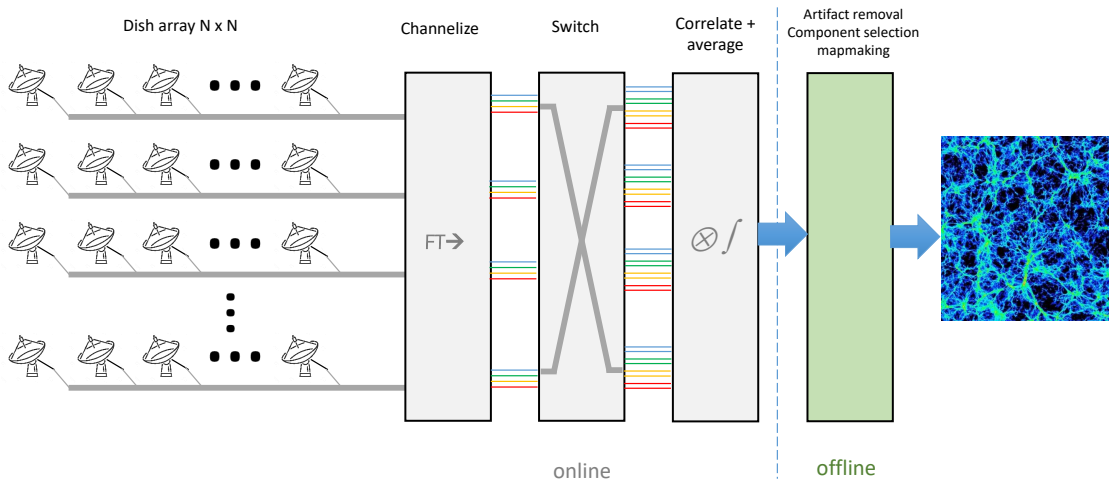 Dish array N x N
Channelize
Switch
Correlate +
average
Artifact removal
Component selection
mapmaking
FT→
⊗ ∫
online
offline